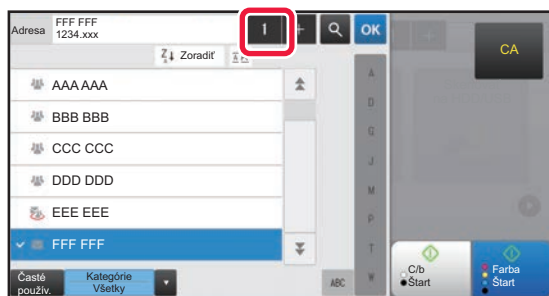 Adresa
FFF FFF
1234.xxx
1
+
OK
CA
Z
A
Zoradiť
AAA AAA
BBB BBB
CCC CCC
DDD DDD
EEE EEE
FFF FFF
A
D
G
J
M
P
T
W
Časté
použív.
Kategórie
Všetky
ABC
C/b
Štart
Farba
Štart